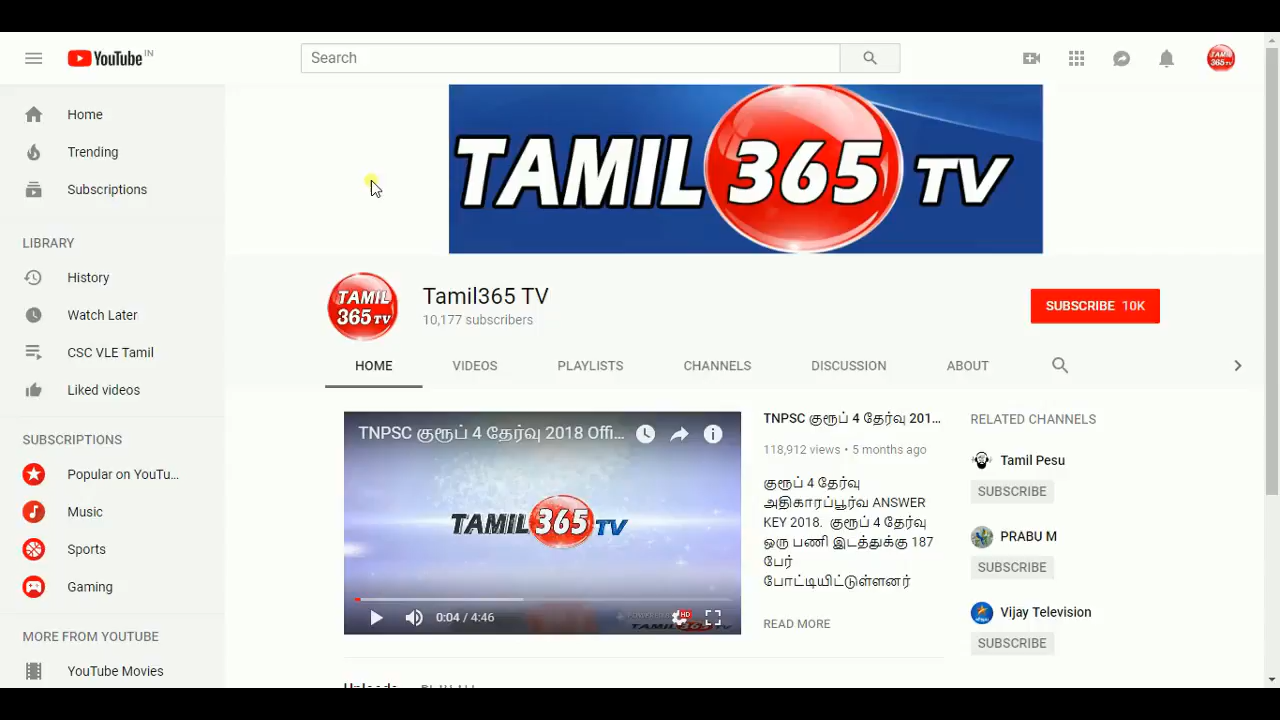 YouTube IN
Search
TAMIL 365 TV
Home
Trending
Subscriptions
LIBRARY
History
Watch Later
CSC VLE Tamil
Liked videos
SUBSCRIPTIONS
Popular on YouTu...
Music
Sports
Gaming
MORE FROM YOUTUBE
YouTube Movies
TAMIL 365 TV
TAMIL 365 TV
Tamil365 TV
10,177 subscribers
SUBSCRIBE 10K
HOME VIDEOS PLAYLISTS CHANNELS DISCUSSION ABOUT
TNPSC குரூப் 4 தேர்வு 2018 Offi...
TAMIL 365 TV
0:04 / 4:46
HD
TNPSC குரூப் 4 தேர்வு 201...
118,912 views • 5 months ago
குரூப் 4 தேர்வு
அதிகாரப்பூர்வ ANSWER
KEY 2018. குரூப் 4 தேர்வு
ஒரு பணி இடத்துக்கு 187
பேர்
போட்டியிட்டுள்ளனர்
READ MORE
RELATED CHANNELS
Tamil Pesu
SUBSCRIBE
PRABU M
SUBSCRIBE
Vijay Television
SUBSCRIBE